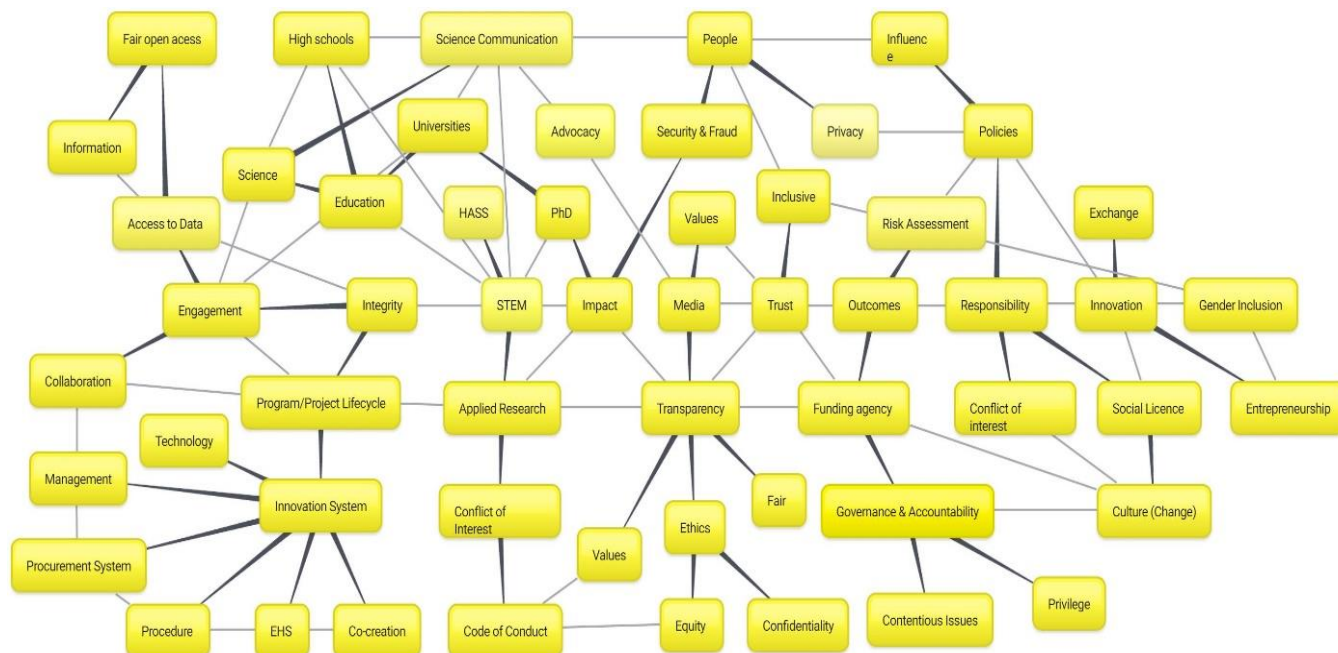 Fair open acess
High schools
Science Communication
People
Influenc
e
Information
Universities
Advocacy
Security & Fraud
Privacy
Policies
Science
Education
HASS
PhD
Values
Inclusive
Risk Assessment
Exchange
Access to Data
Engagement
Integrity
STEM
Impact
Media
Trust
Outcomes
Responsibility
Innovation
Gender Inclusion
Collaboration
Program/Project Lifecycle
Applied Research
Transparency
Funding agency
Conflict of
interest
Social Licence
Entrepreneurship
Technology
Management
Innovation System
Conflict of
Interest
Ethics
Fair
Governance & Accountability
Culture (Change)
Procurement System
Values
Procedure
EHS
Co-creation
Code of Conduct
Equity
Confidentiality
Contentious Issues
Privilege